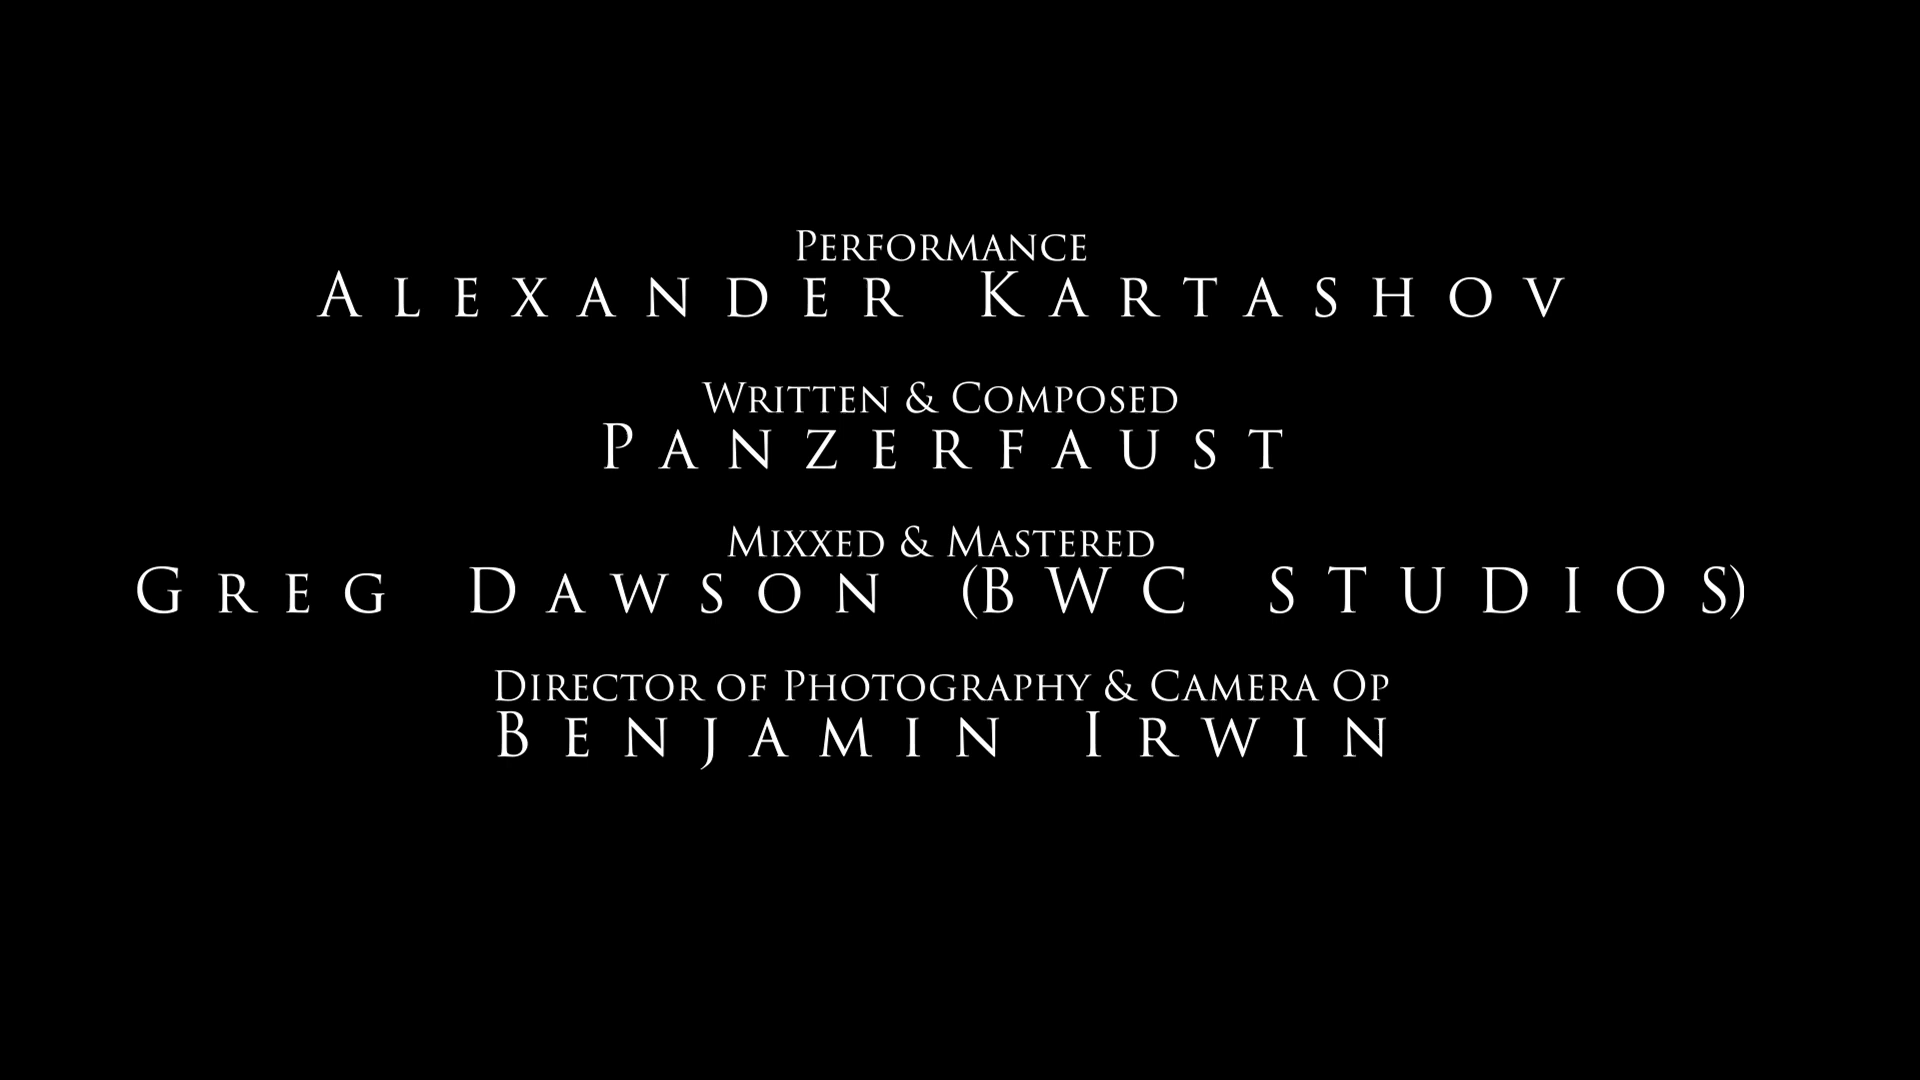 Performance
Alexander Kartashov
Written & Composed
Panzerfaust
Mixxed & Mastered
Greg Dawson (BWC STUDIOS)
Director of Photography & Camera Op
Benjamin Irwin